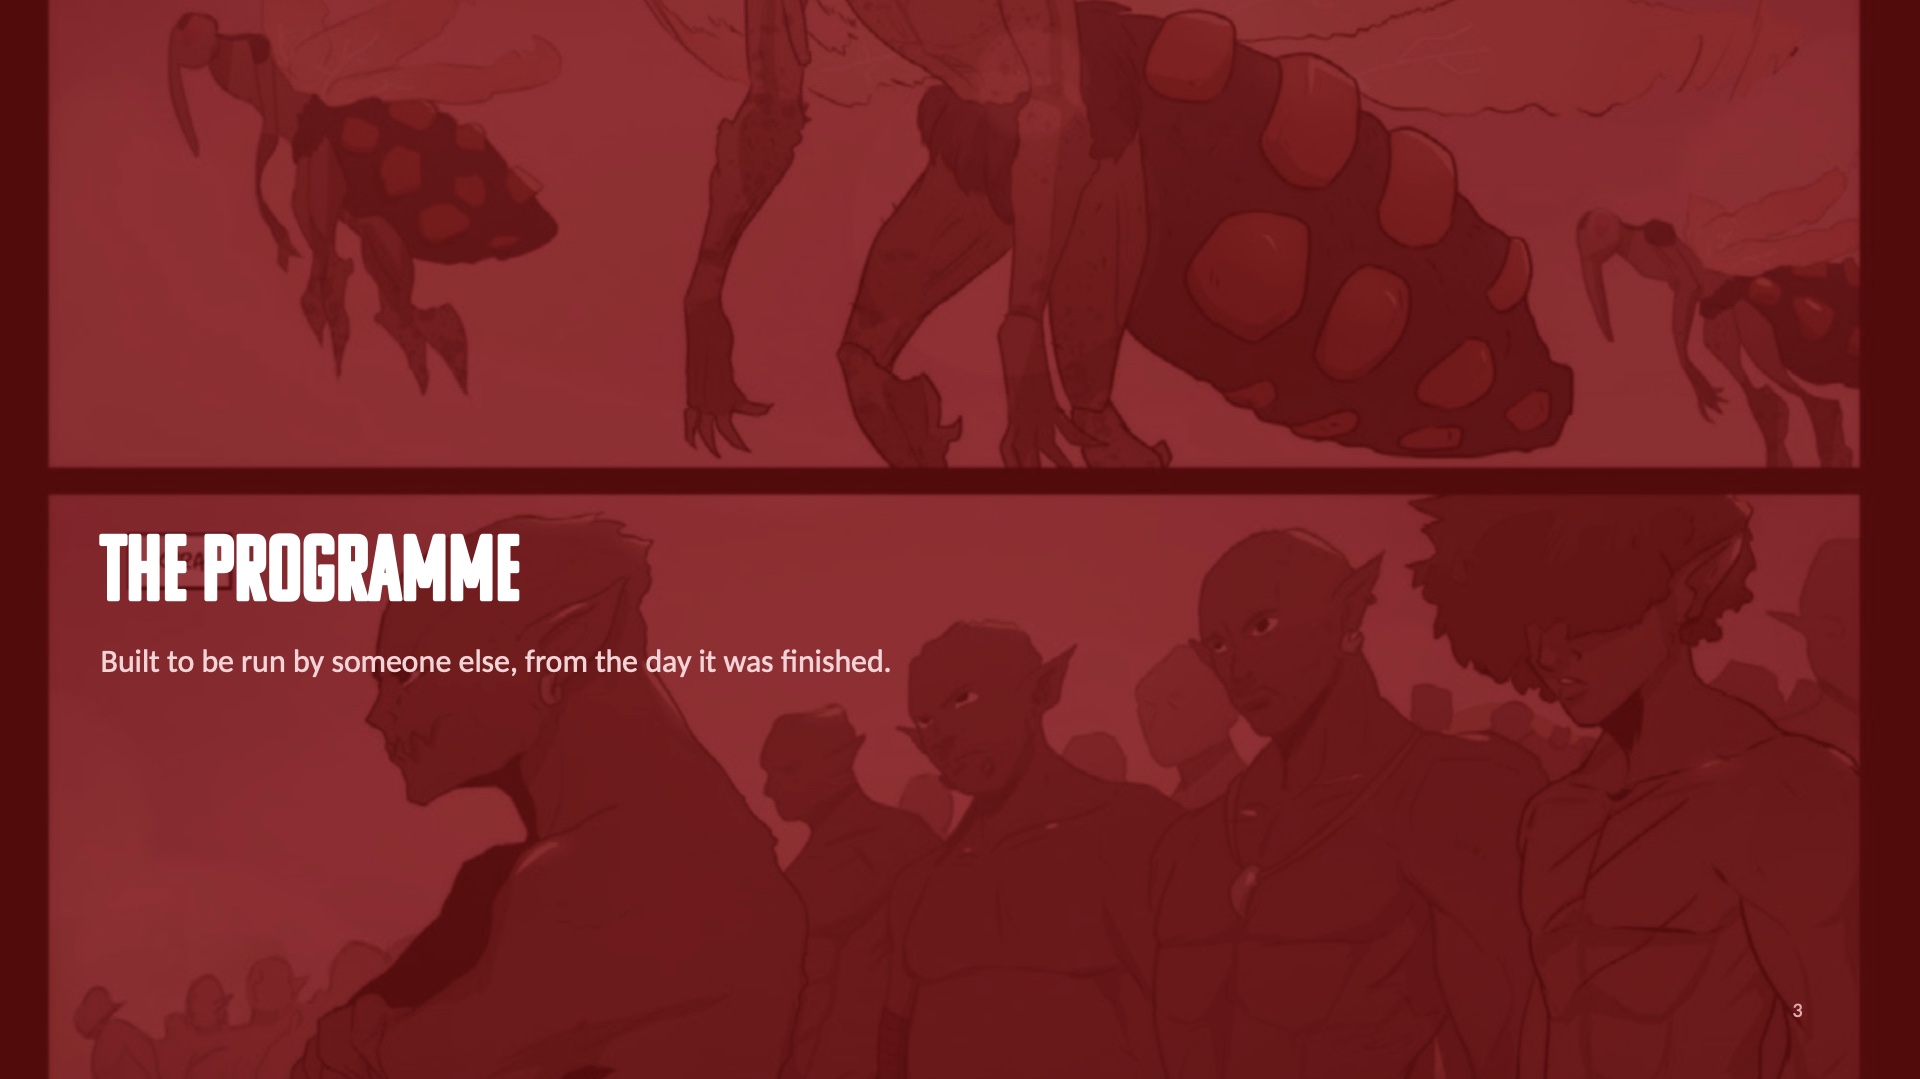 THE PROGRAMME
Built to be run by someone else, from the day it was finished.
3